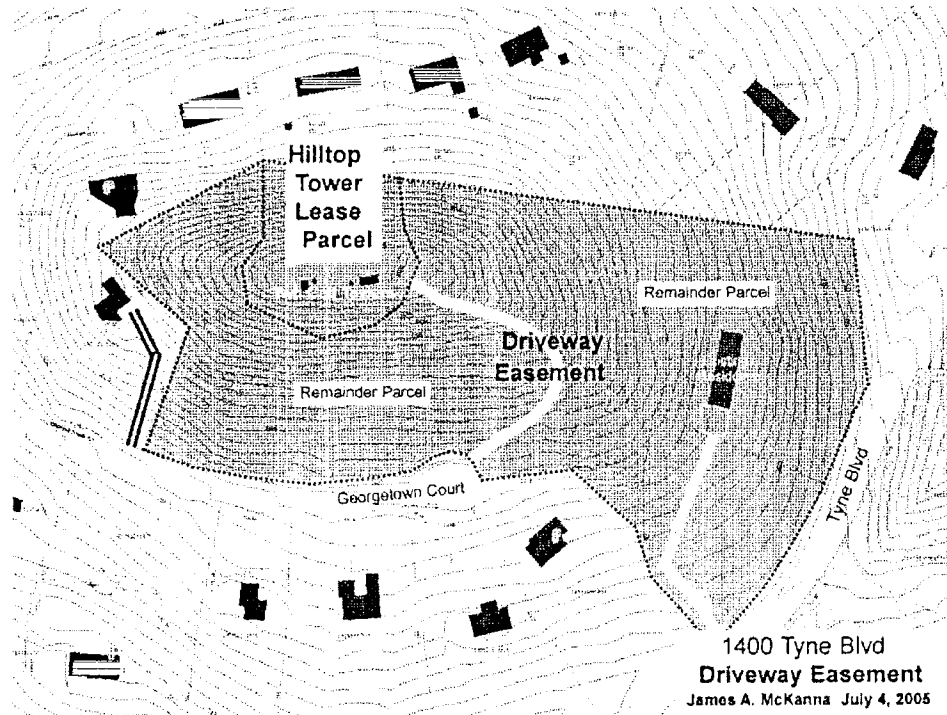 Hilltop
Tower
Lease
Parcel
Remainder Parcel
Driveway
Easement
Remainder Parcel
Georgetown Court
Tyne Blvd
1400 Tyne Blvd
Driveway Easement
James A. McKanna July 4, 2005